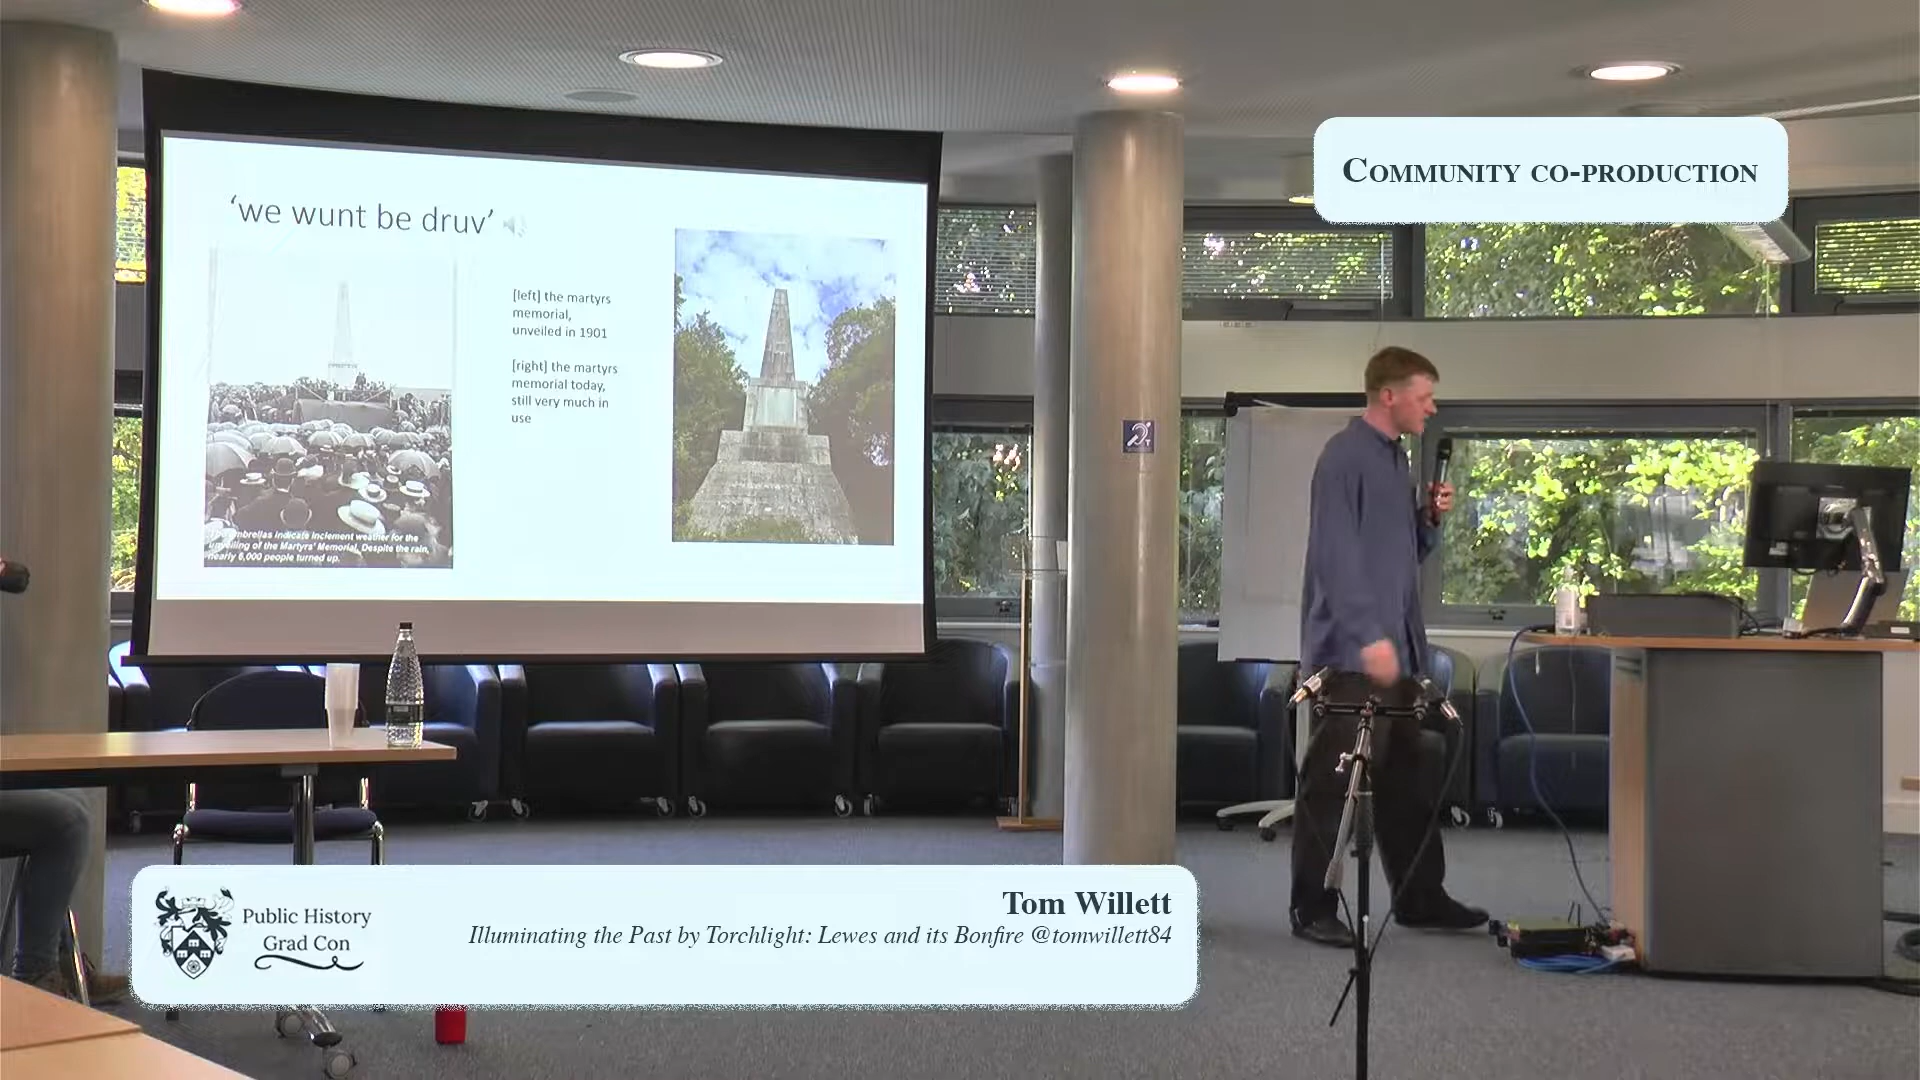 ‘we wunt be druv’
[left] the martyrs
memorial,
unveiled in 1901
[right] the martyrs
memorial today,
still very much in
use
umbrellas indicate inclement weather for the
unveiling of the Martyrs' Memorial. Despite the rain,
nearly 6,000 people turned up.
COMMUNITY CO-PRODUCTION
T
Public History
Grad Con
Tom Willett
Illuminating the Past by Torchlight: Lewes and its Bonfire @tomwillett84